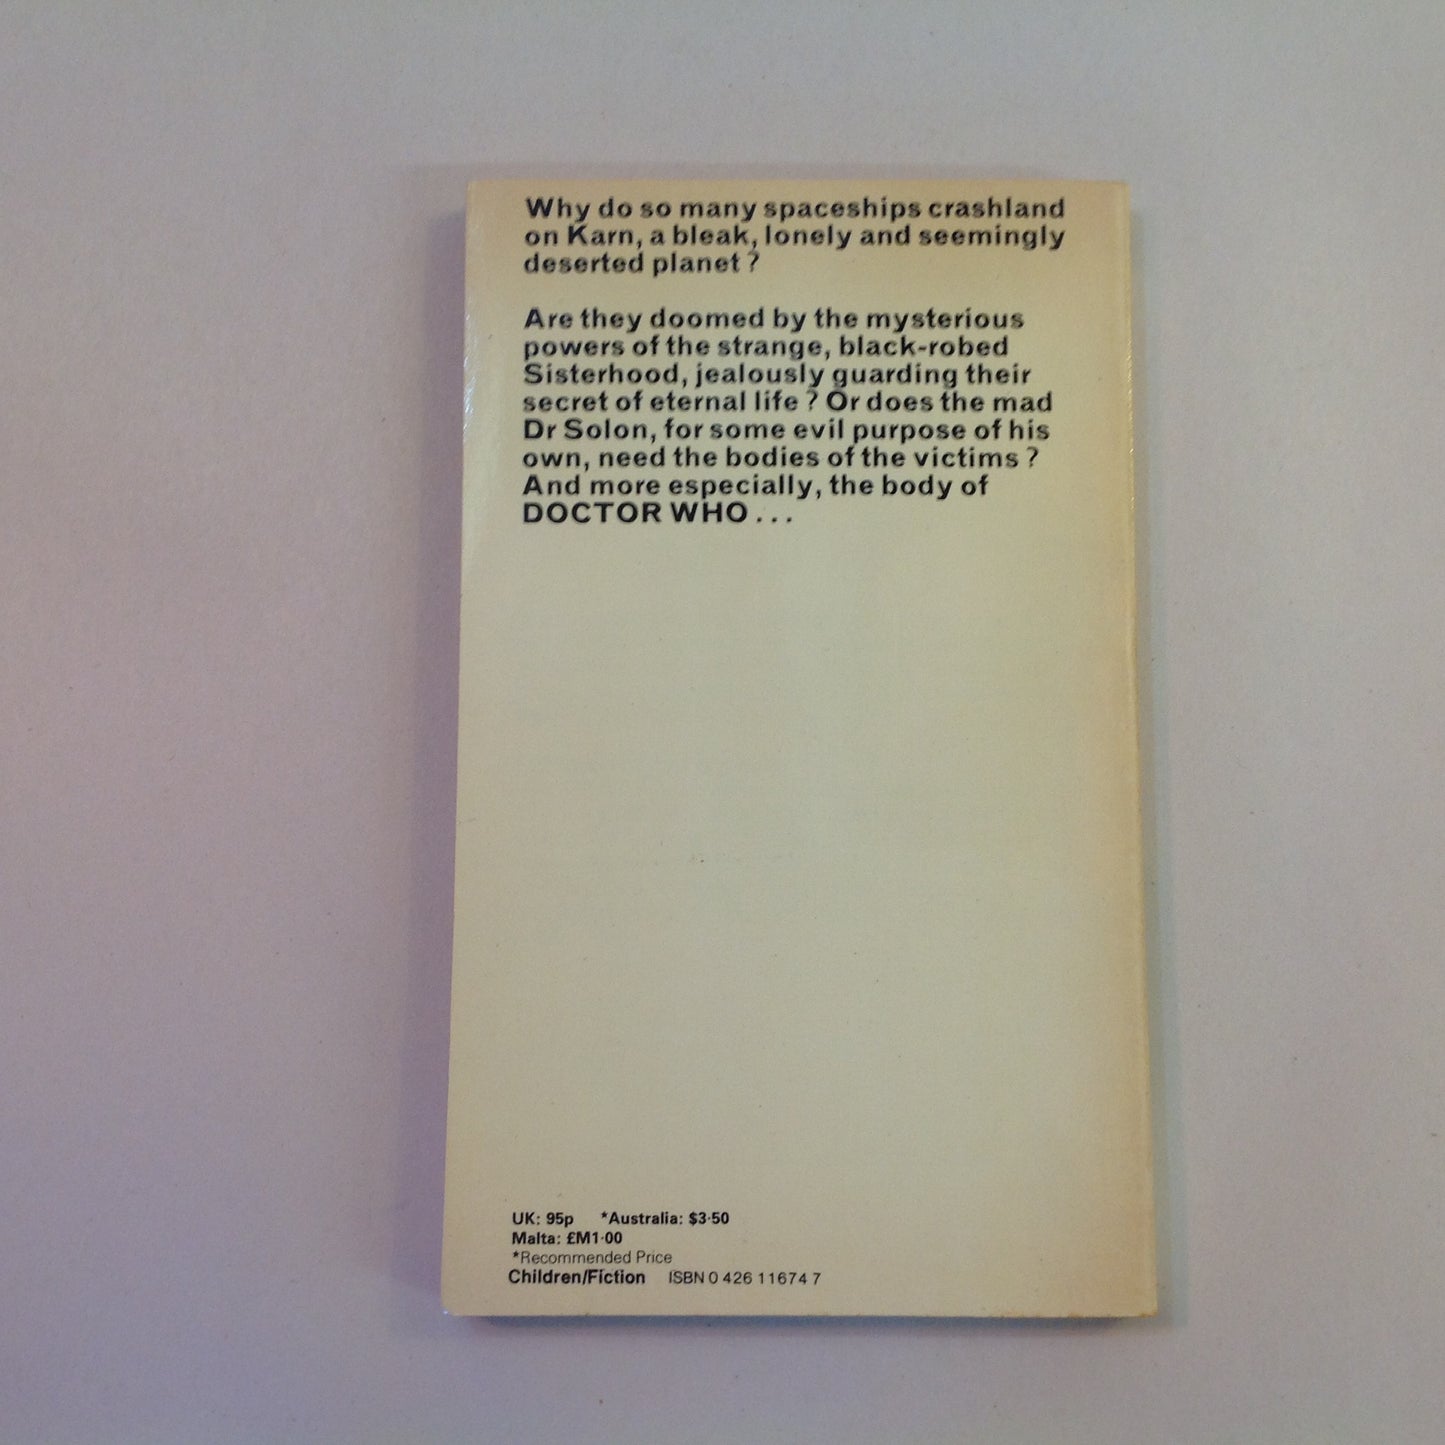 Why do so many spaceships crashland
on Karn, a bleak, lonely and seemingly
deserted planet ?
Are they doomed by the mysterious
powers of the strange, black-robed
Sisterhood, jealously guarding their
secret of eternal life ? Or does the mad
Dr Solon, for some evil purpose of his
own, need the bodies of the victims ?
And more especially, the body of
DOCTOR WHO . . .
UK: 95p *Australia: $3·50
Malta: £M1·00
*Recommended Price
Children/Fiction ISBN 0 426 11674 7